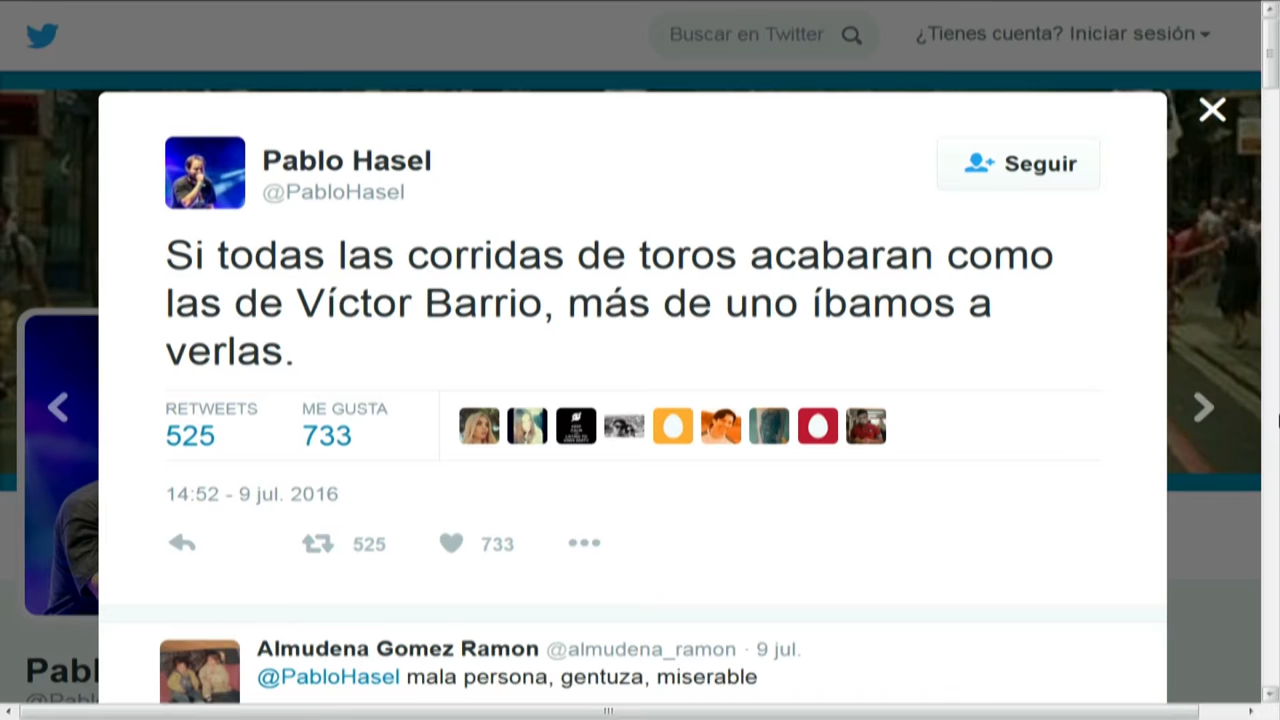 Buscar en Twitter
¿Tienes cuenta? Iniciar sesión
Pablo Hasel
@PabloHasel
Seguir
Si todas las corridas de toros acabaran como
las de Víctor Barrio, más de uno íbamos a
verlas.
RETWEETS
525
ME GUSTA
733
14:52 - 9 jul. 2016
525
733
Almudena Gomez Ramon @almudena_ramon · 9 jul.
@PabloHasel mala persona, gentuza, miserable
Pabl
@Pabl